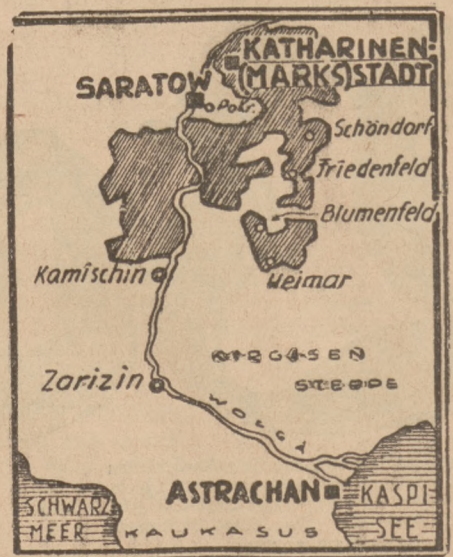 KATHARINEN-
(MARKS)STADT
SARATOW
Pokr.
Schöndorf
Friedenfeld
Blumenfeld
Kamischin
Weimar
KIRGISEN
STEPPE
Zarizin
WOLGA
ASTRACHAN
SCHWARZ
MEER
KAUKASUS
KASPI
SEE